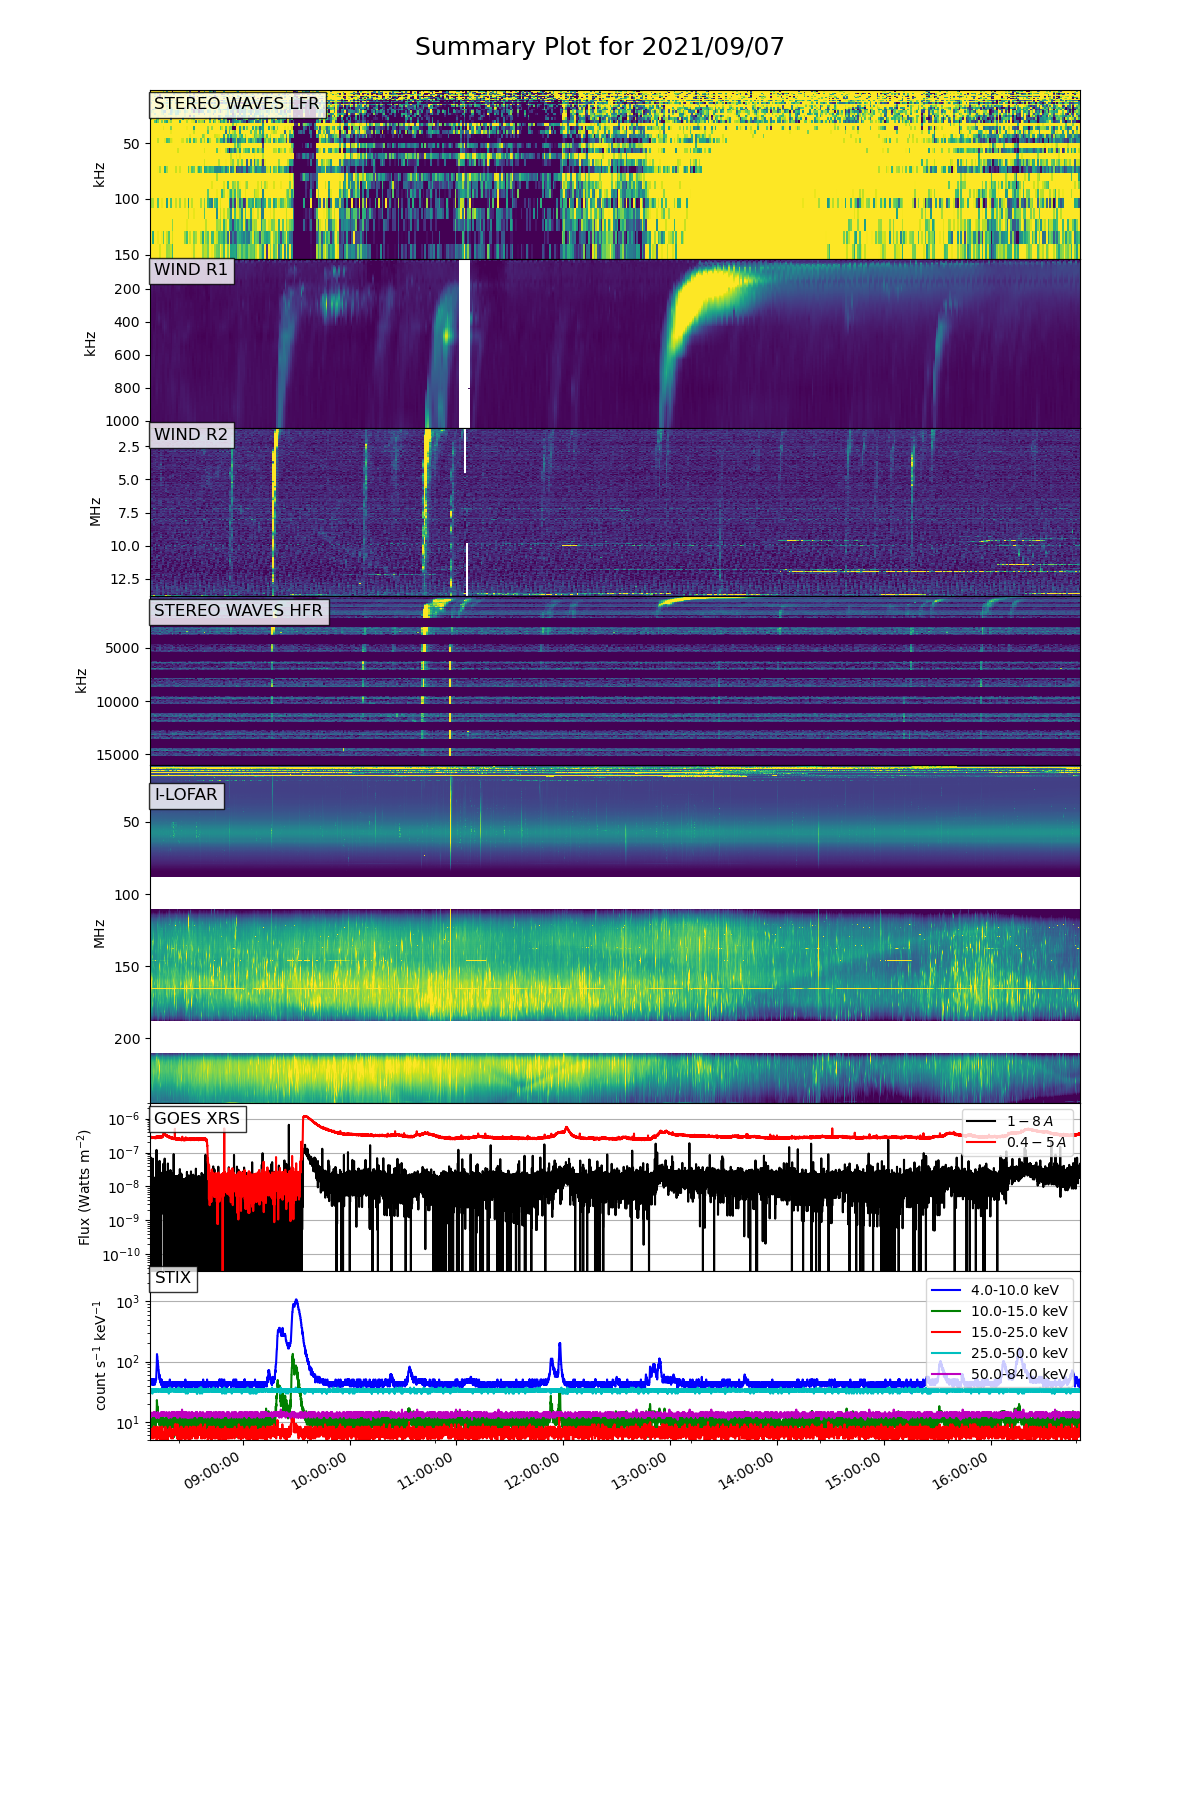 Summary Plot for 2021/09/07
STEREO WAVES LFR
50
100
150
kHz
WIND R1
200
400
600
800
1000
kHz
WIND R2
2.5
5.0
7.5
10.0
12.5
MHz
STEREO WAVES HFR
5000
10000
15000
kHz
I-LOFAR
50
100
150
200
MHz
GOES XRS
10⁻⁶
10⁻⁷
10⁻⁸
10⁻⁹
10⁻¹⁰
Flux (Watts m⁻²)
1 − 8 A
0.4 − 5 A
STIX
10³
10²
10¹
count s⁻¹ keV⁻¹
4.0-10.0 keV
10.0-15.0 keV
15.0-25.0 keV
25.0-50.0 keV
50.0-84.0 keV
09:00:00
10:00:00
11:00:00
12:00:00
13:00:00
14:00:00
15:00:00
16:00:00